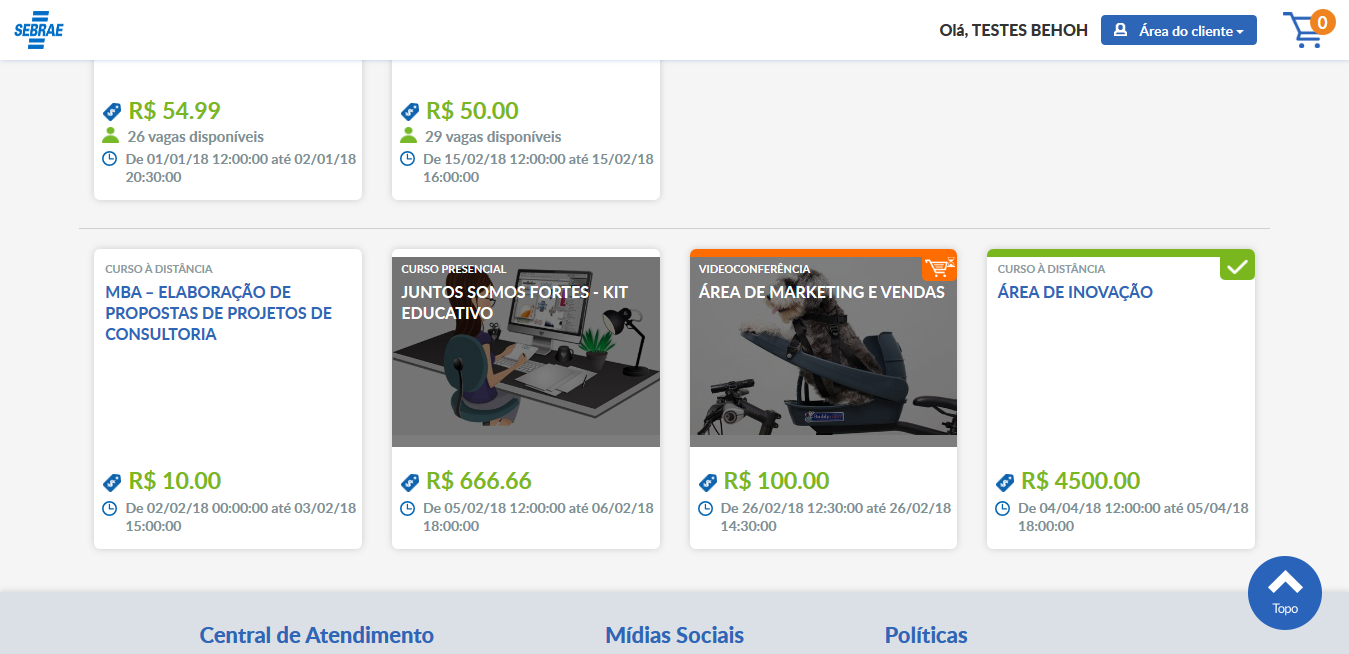 SEBRAE
Olá, TESTES BEHOH
Área do cliente
0
R$ 54.99
26 vagas disponíveis
De 01/01/18 12:00:00 até 02/01/18
20:30:00
R$ 50.00
29 vagas disponíveis
De 15/02/18 12:00:00 até 15/02/18
16:00:00
CURSO À DISTÂNCIA
MBA – ELABORAÇÃO DE
PROPOSTAS DE PROJETOS DE
CONSULTORIA
R$ 10.00
De 02/02/18 00:00:00 até 03/02/18
15:00:00
CURSO PRESENCIAL
JUNTOS SOMOS FORTES - KIT
EDUCATIVO
R$ 666.66
De 05/02/18 12:00:00 até 06/02/18
18:00:00
VIDEOCONFERÊNCIA
ÁREA DE MARKETING E VENDAS
R$ 100.00
De 26/02/18 12:30:00 até 26/02/18
14:30:00
CURSO À DISTÂNCIA
ÁREA DE INOVAÇÃO
R$ 4500.00
De 04/04/18 12:00:00 até 05/04/18
18:00:00
Topo
Central de Atendimento
Mídias Sociais
Políticas